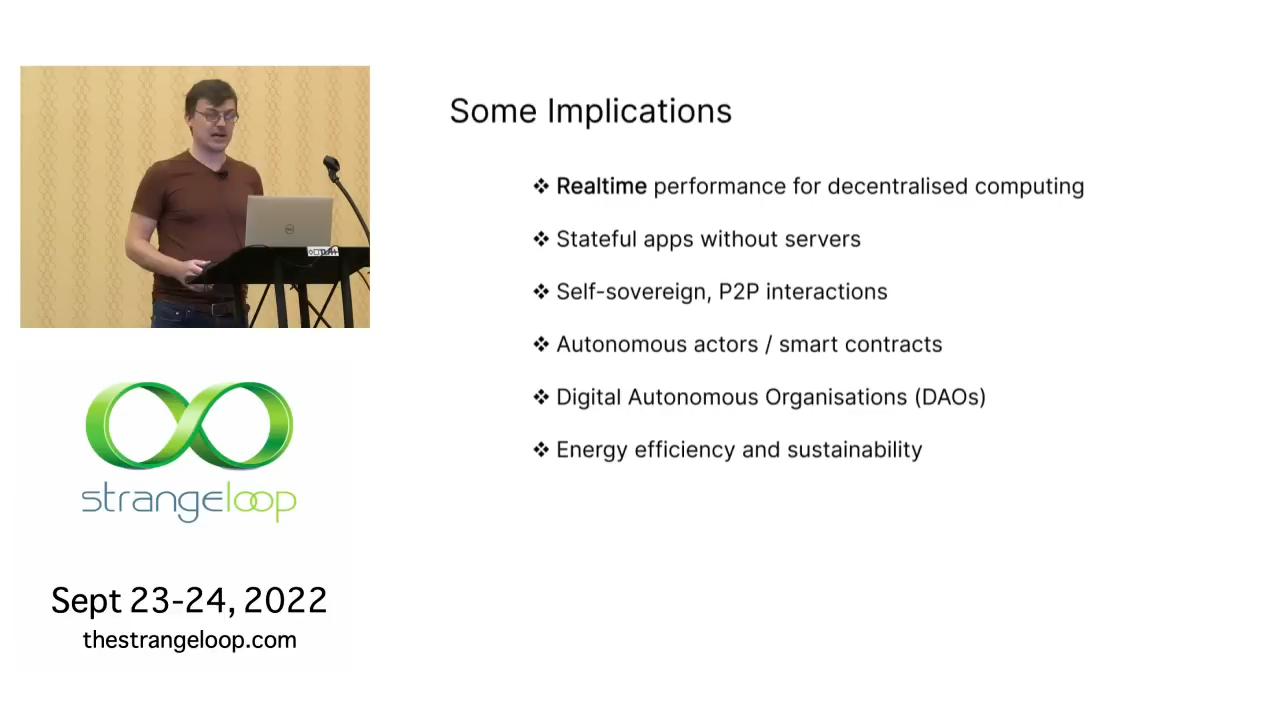 Some Implications
❖ Realtime performance for decentralised computing
❖ Stateful apps without servers
❖ Self-sovereign, P2P interactions
❖ Autonomous actors / smart contracts
❖ Digital Autonomous Organisations (DAOs)
❖ Energy efficiency and sustainability
strangeloop
Sept 23-24, 2022
thestrangeloop.com